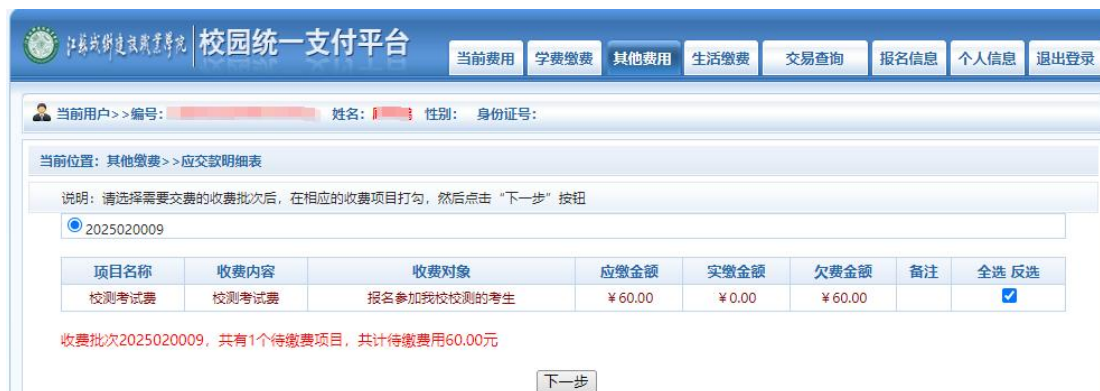 江苏城乡建设职业学院 校园统一支付平台
当前费用 学费缴费 其他费用 生活缴费 交易查询 报名信息 个人信息 退出登录
当前用户>>编号: 姓名: 性别: 身份证号:
当前位置: 其他缴费>>应交款明细表
说明: 请选择需要交费的收费批次后, 在相应的收费项目打勾, 然后点击 “下一步” 按钮
2025020009
项目名称 收费内容 收费对象 应缴金额 实缴金额 欠费金额 备注 全选 反选
校测考试费 校测考试费 报名参加我校校测的考生 ¥60.00 ¥0.00 ¥60.00
收费批次2025020009, 共有1个待缴费项目, 共计待缴费用60.00元
下一步